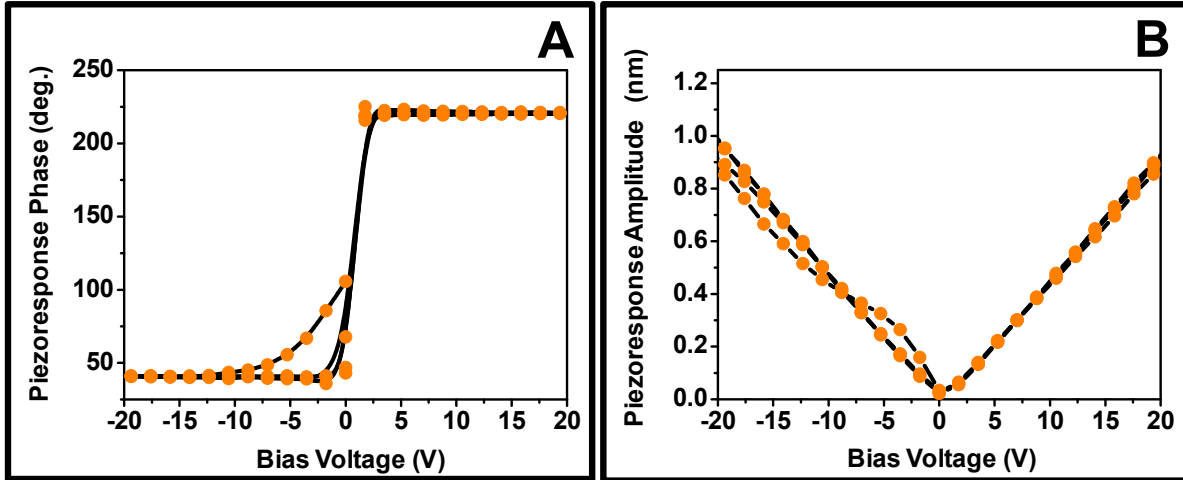 A
250
200
150
100
50
-20 -15 -10 -5 0 5 10 15 20
Piezoresponse Phase (deg.)
Bias Voltage (V)
B
1.2
1.0
0.8
0.6
0.4
0.2
0.0
-20 -15 -10 -5 0 5 10 15 20
Piezoresponse Amplitude (nm)
Bias Voltage (V)